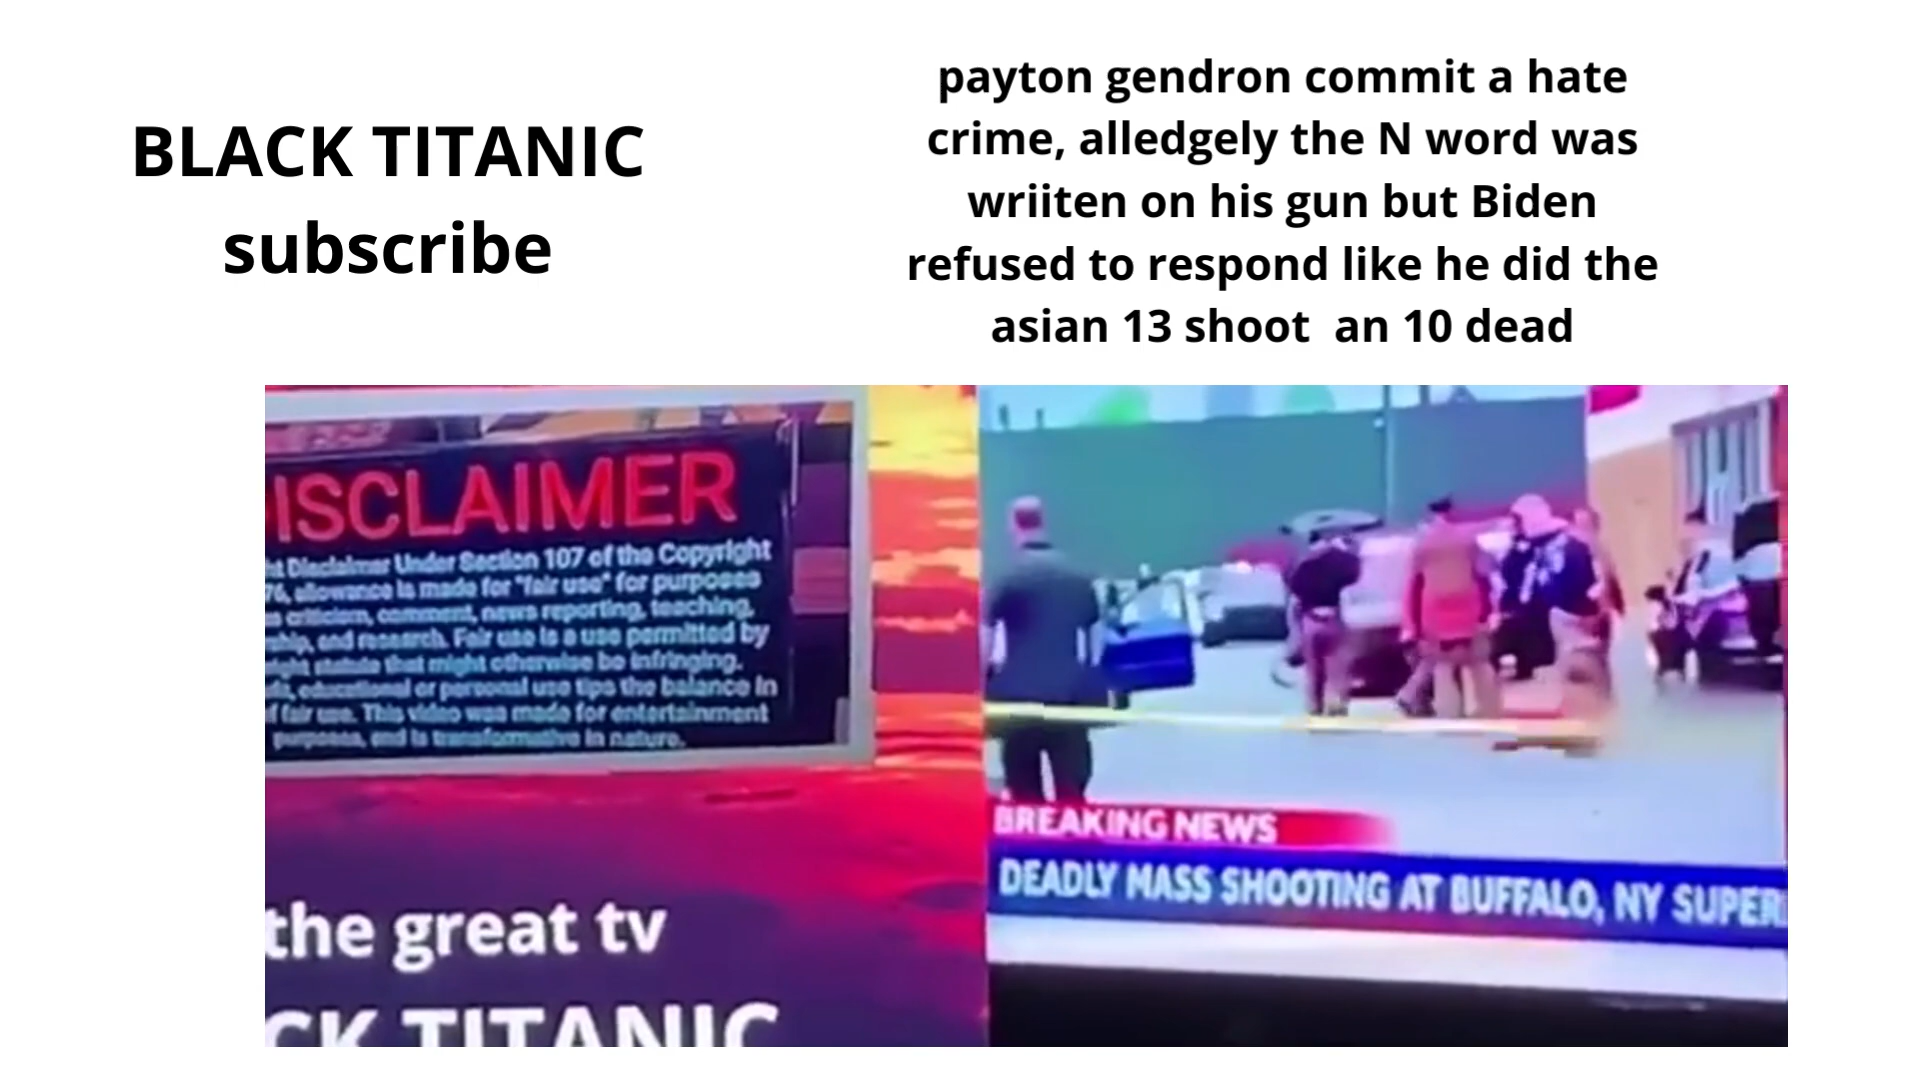 BLACK TITANIC
subscribe
payton gendron commit a hate
crime, alledgely the N word was
wriiten on his gun but Biden
refused to respond like he did the
asian 13 shoot  an 10 dead
ISCLAIMER
Disclaimer Under Section 107 of the Copyright
allowance is made for "fair use" for purposes
criticism, comment, news reporting, teaching,
and research. Fair use is a use permitted by
statute that might otherwise be infringing.
educational or personal use tips the balance in
fair use. This video was made for entertainment
purposes, and is transformative in nature.
the great tv
CK TITANIC
BREAKING NEWS
DEADLY MASS SHOOTING AT BUFFALO, NY SUPER